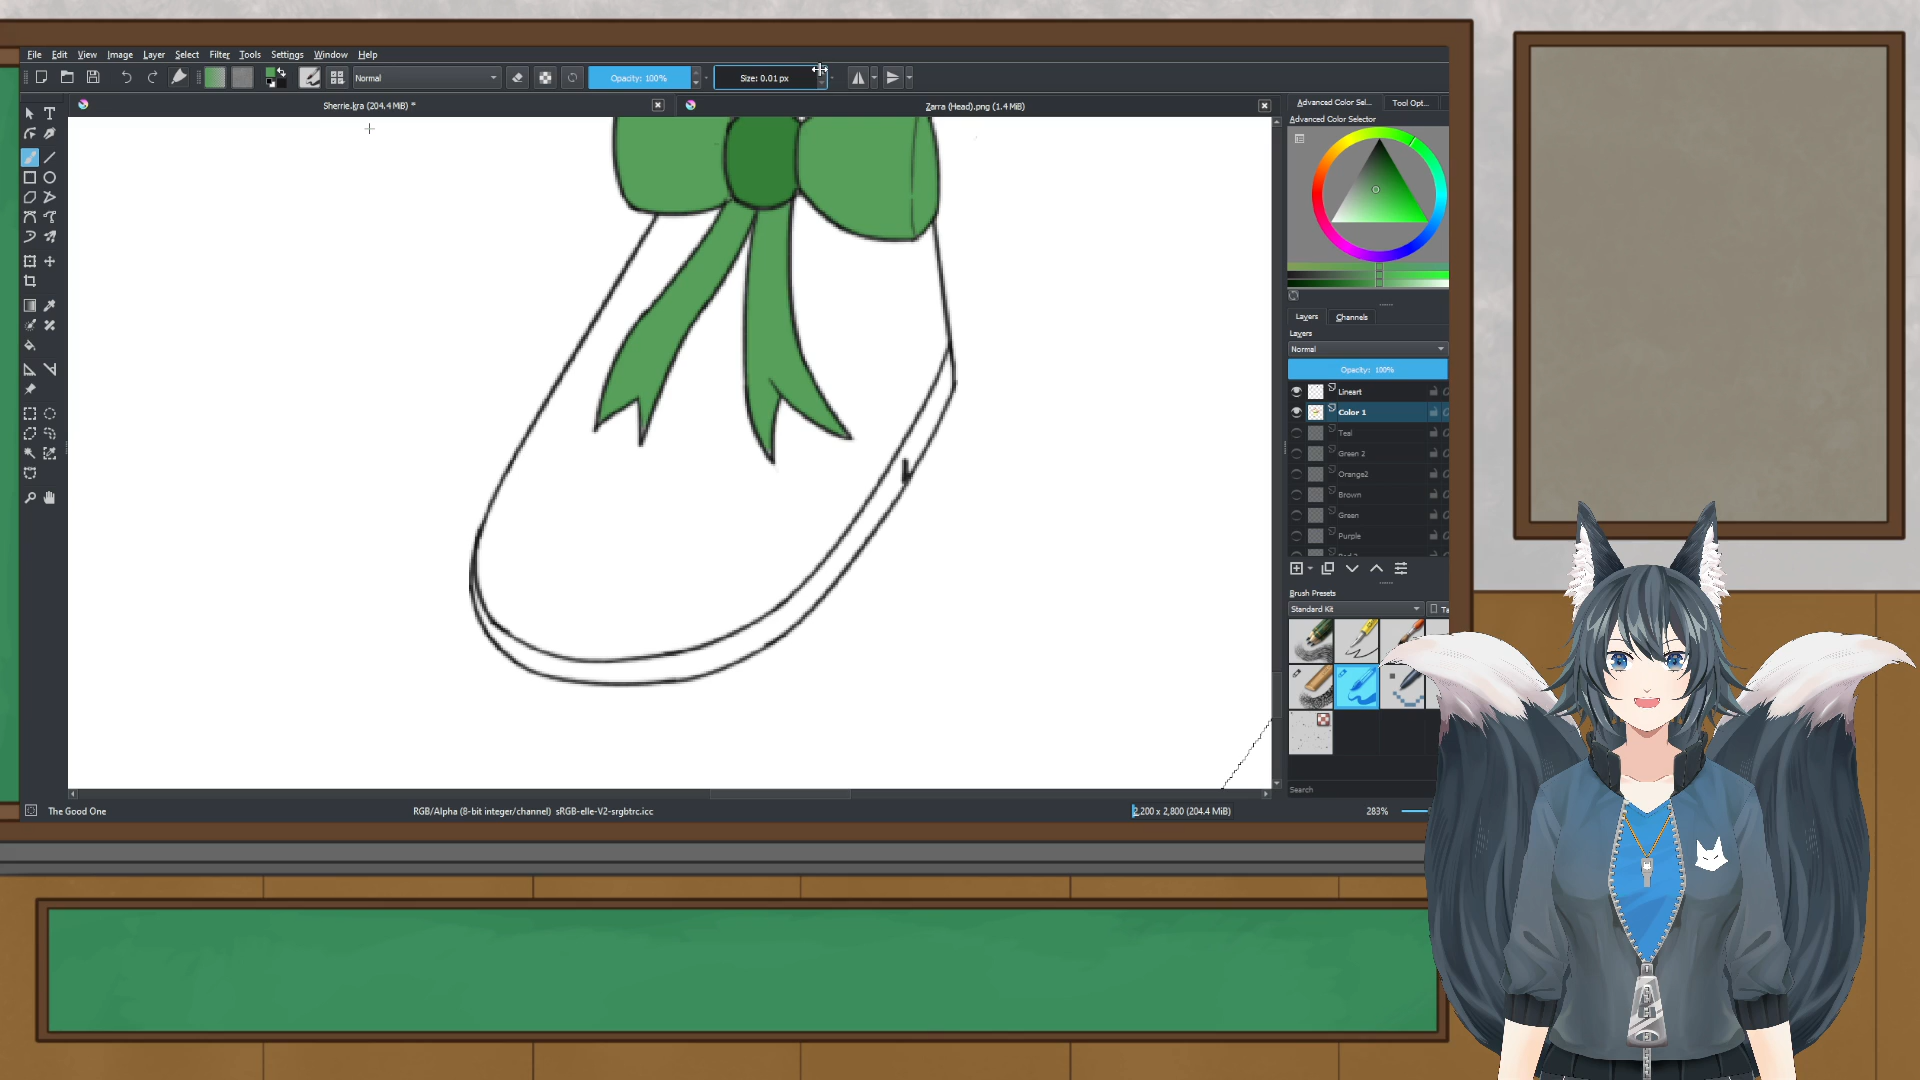 File Edit View Image Layer Select Filter Tools Settings Window Help
Normal
Opacity: 100%
Size: 0.01 px
Sherrie.kra (204.4 MiB) *
Zarra (Head).png (1.4 MiB)
Advanced Color Sel...
Tool Opt...
Advanced Color Selector
Layers
Channels
Layers
Normal
Opacity: 100%
Lineart
Color 1
Teal
Green 2
Orange2
Brown
Green
Purple
Brush Presets
Standard Kit
Ta
Search
The Good One
RGB/Alpha (8-bit integer/channel) sRGB-elle-V2-srgbtrc.icc
2,200 x 2,800 (204.4 MiB)
283%